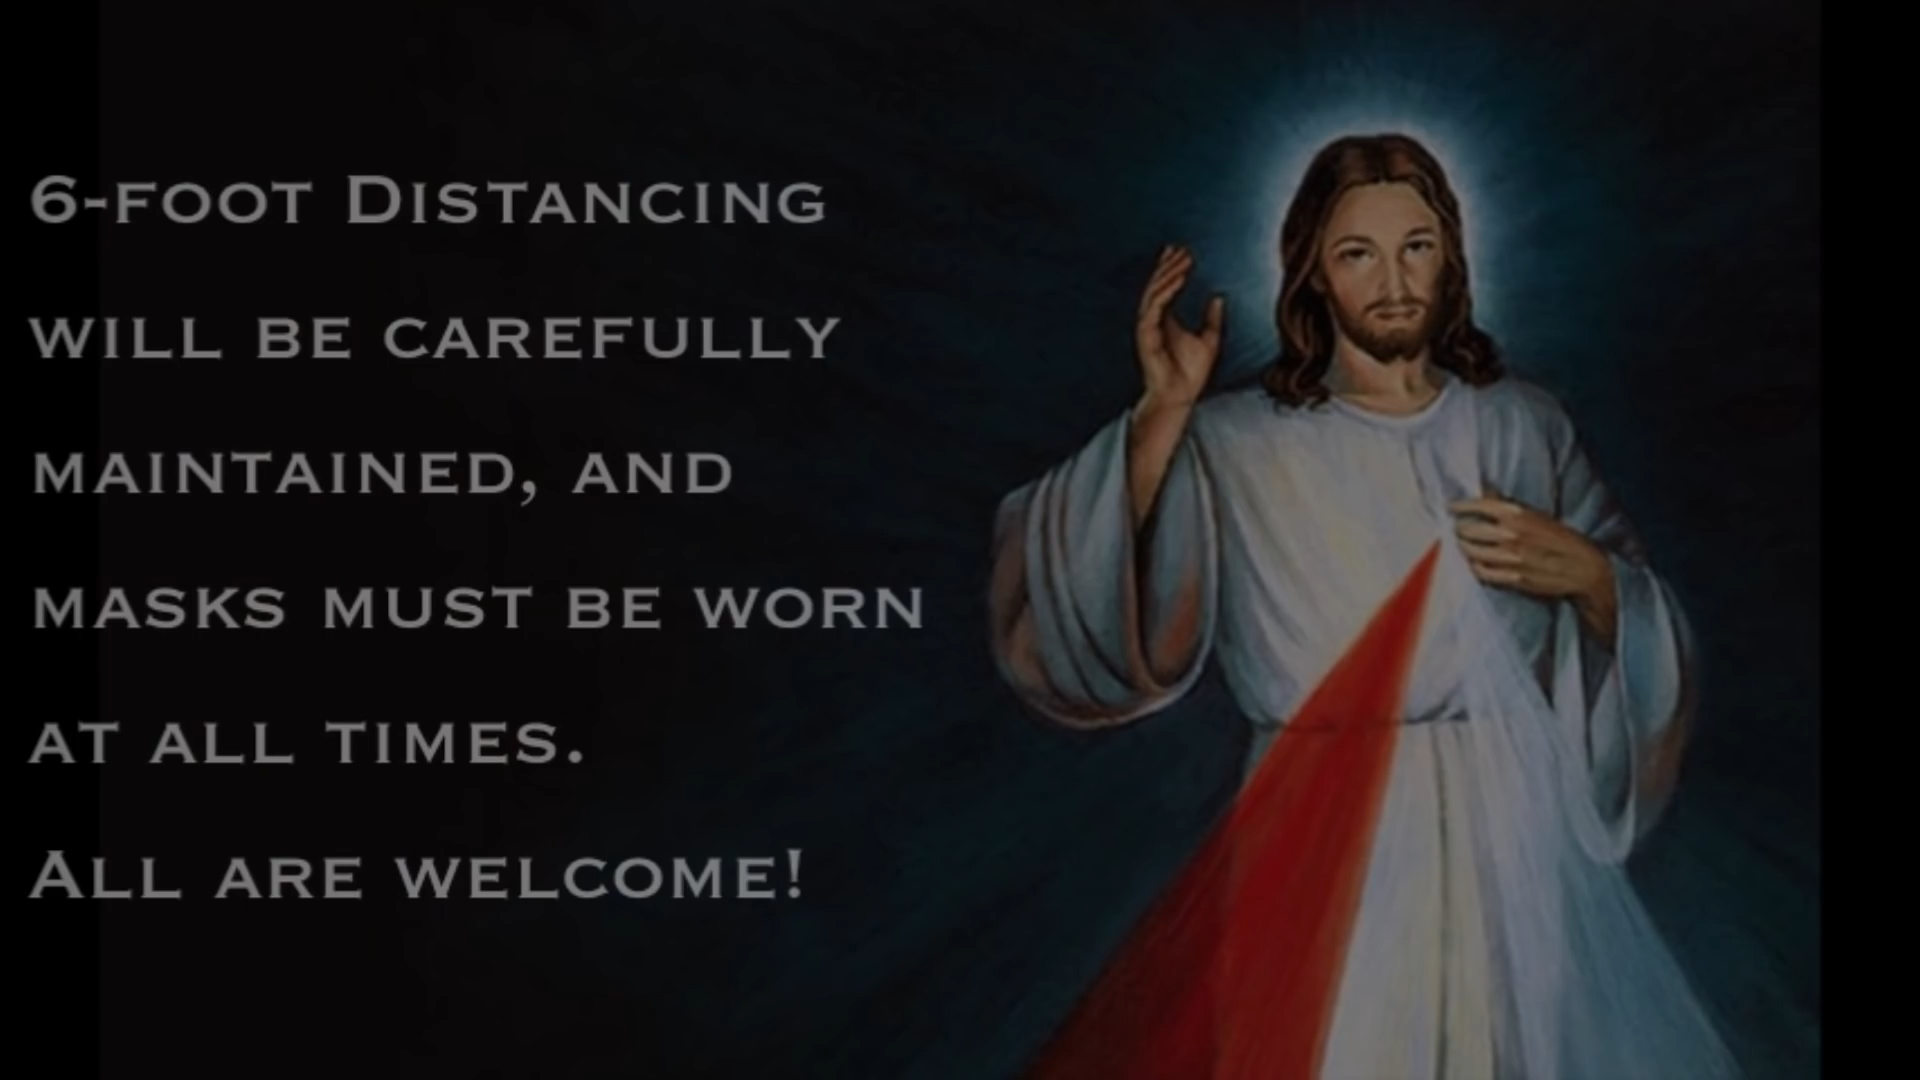 6-foot Distancing
will be carefully
maintained, and
masks must be worn
at all times.
All are welcome!